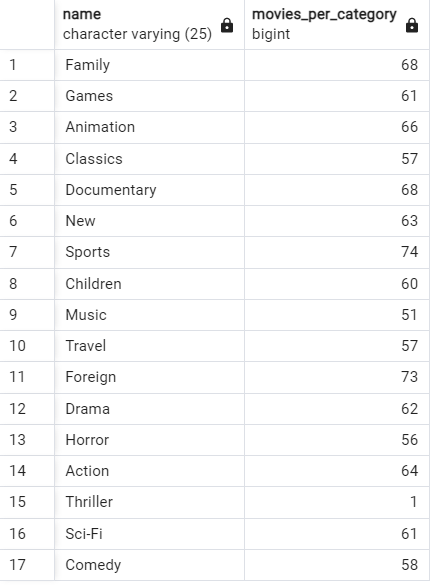 name movies_per_category
character varying (25) bigint
1 Family 68
2 Games 61
3 Animation 66
4 Classics 57
5 Documentary 68
6 New 63
7 Sports 74
8 Children 60
9 Music 51
10 Travel 57
11 Foreign 73
12 Drama 62
13 Horror 56
14 Action 64
15 Thriller 1
16 Sci-Fi 61
17 Comedy 58